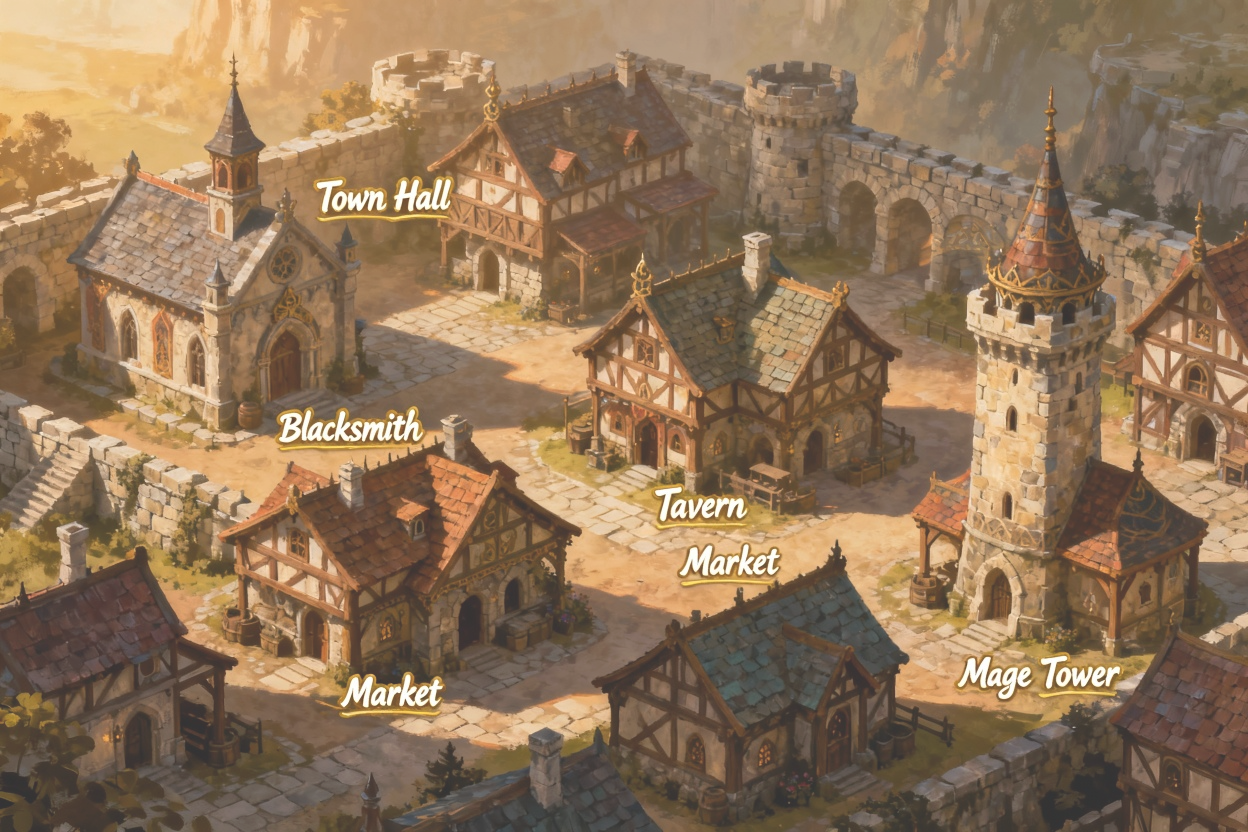 Town Hall
Blacksmith
Tavern
Market
Mage Tower
Market